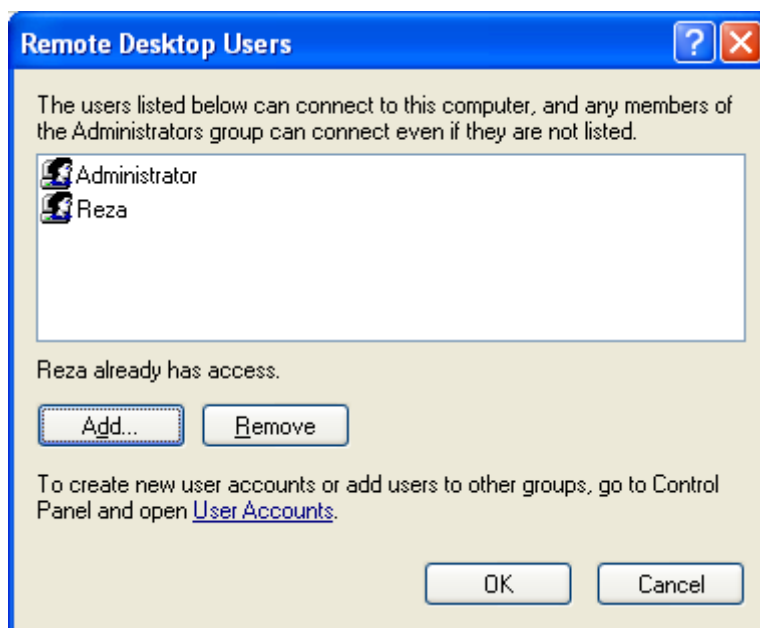 Remote Desktop Users
The users listed below can connect to this computer, and any members of
the Administrators group can connect even if they are not listed.
Administrator
Reza
Reza already has access.
Add... Remove
To create new user accounts or add users to other groups, go to Control
Panel and open User Accounts.
OK Cancel